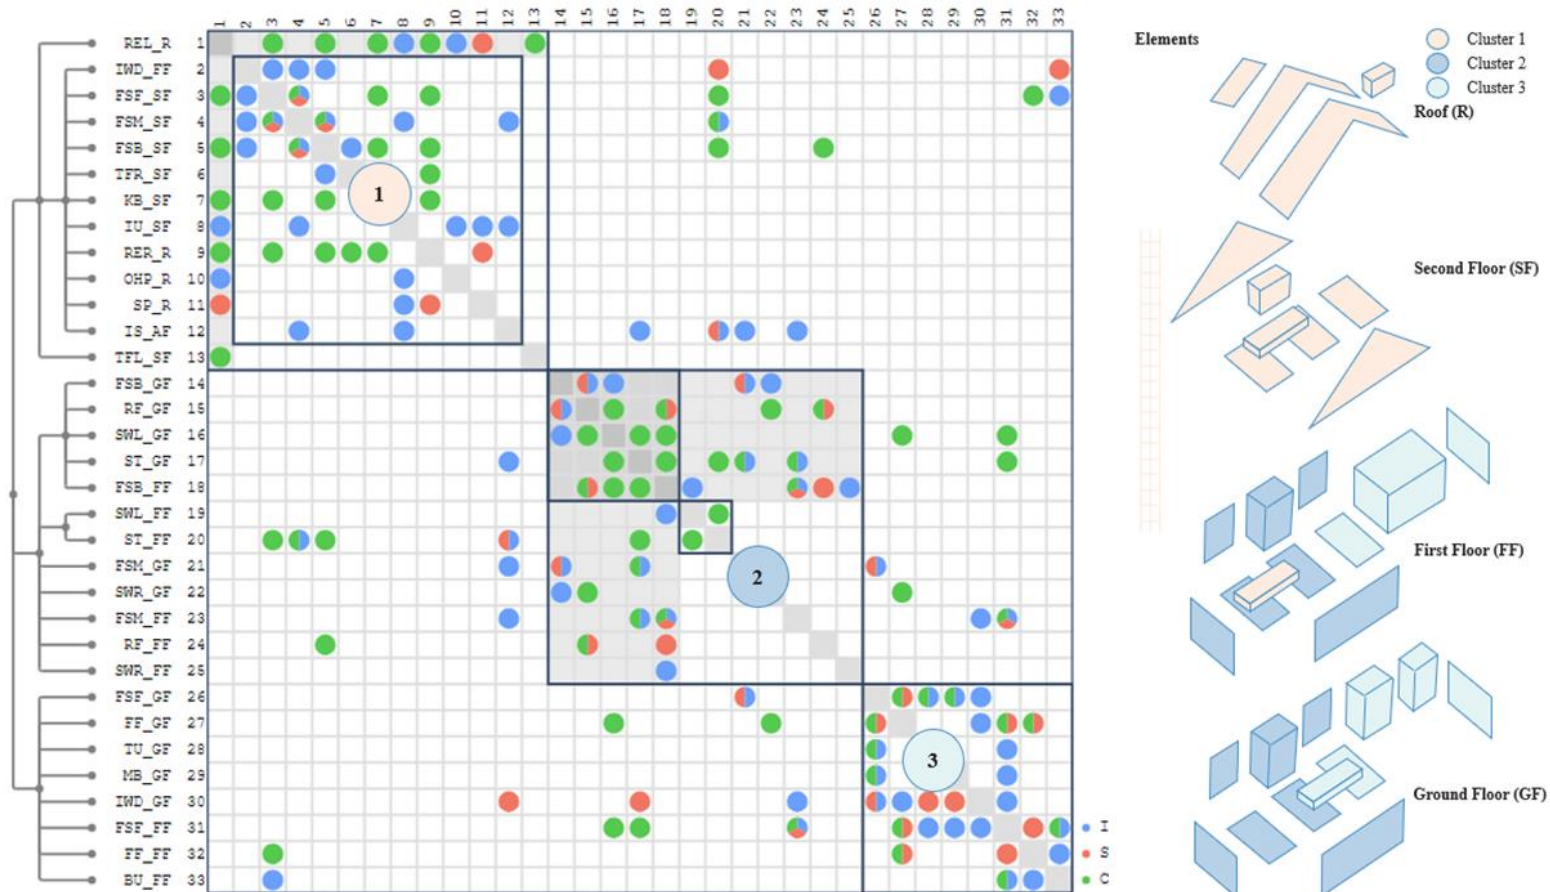 1 2 3 4 5 6 7 8 9 10 11 12 13 14 15 16 17 18 19 20 21 22 23 24 25 26 27 28 29 30 31 32 33
REL_R 1
IWD_FF 2
FSF_SF 3
FSM_SF 4
FSB_SF 5
TFR_SF 6
KB_SF 7
IU_SF 8
RER_R 9
OHP_R 10
SP_R 11
IS_AF 12
TFL_SF 13
FSB_GF 14
RF_GF 15
SWL_GF 16
ST_GF 17
FSB_FF 18
SWL_FF 19
ST_FF 20
FSM_GF 21
SWR_GF 22
FSM_FF 23
RF_FF 24
SWR_FF 25
FSF_GF 26
FF_GF 27
TU_GF 28
MB_GF 29
IWD_GF 30
FSF_FF 31
FF_FF 32
BU_FF 33
1
2
3
I
S
C
Elements
Cluster 1
Cluster 2
Cluster 3
Roof (R)
Second Floor (SF)
First Floor (FF)
Ground Floor (GF)